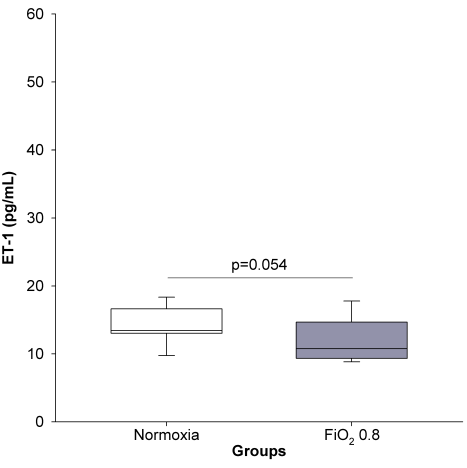 60
50
40
30
20
10
0
ET-1 (pg/mL)
p=0.054
Normoxia
FiO₂ 0.8
Groups